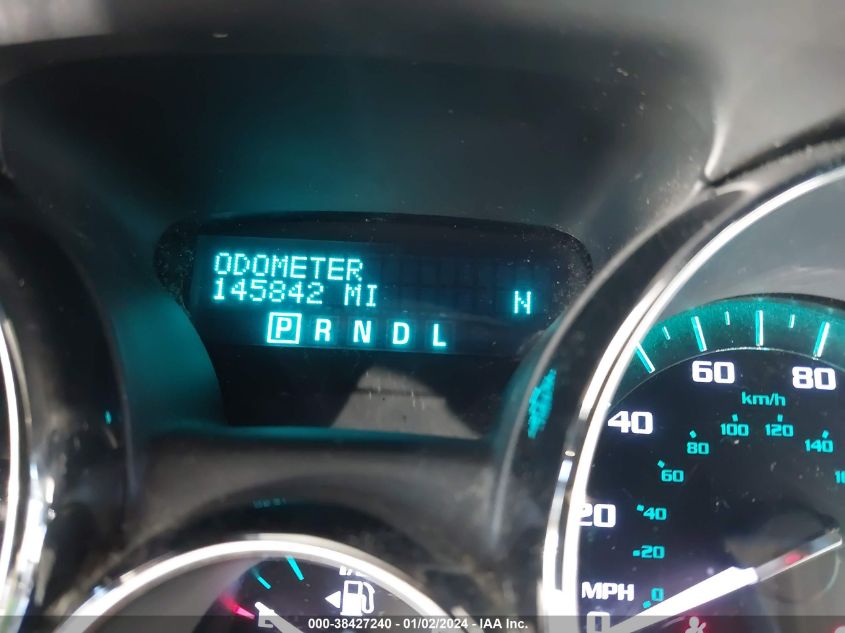 ODOMETER
145842 MI N
P R N D L
60 80
km/h
40 80 100 120 140
60
20 40
20
MPH 0
0
E
000-38427240 - 01/02/2024 - IAA Inc.